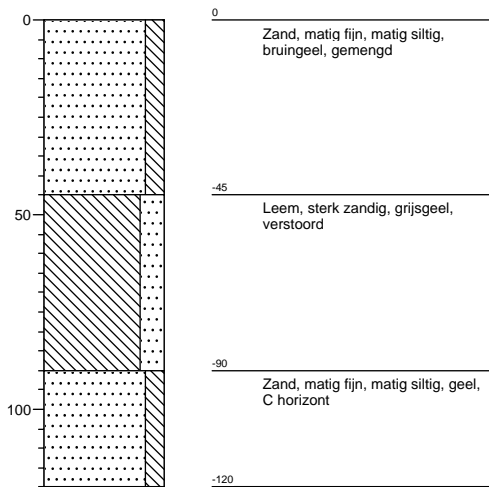 0
0
Zand, matig fijn, matig siltig,
bruingeel, gemengd
-45
50
Leem, sterk zandig, grijsgeel,
verstoord
-90
Zand, matig fijn, matig siltig, geel,
C horizont
100
-120